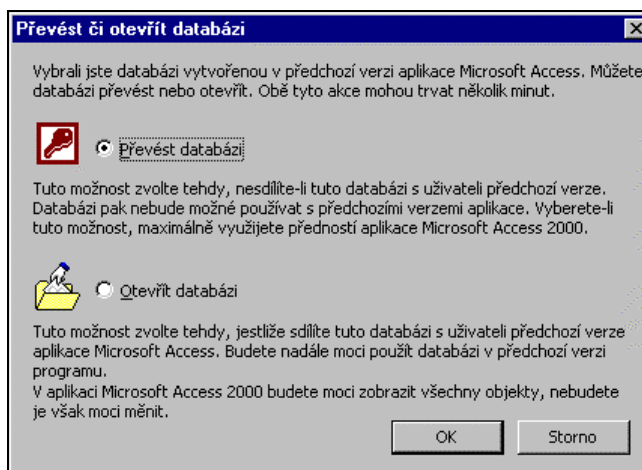 Převést či otevřít databázi
Vybrali jste databázi vytvořenou v předchozí verzi aplikace Microsoft Access. Můžete
databázi převést nebo otevřít. Obě tyto akce mohou trvat několik minut.
Převést databázi
Tuto možnost zvolte tehdy, nesdílíte-li tuto databázi s uživateli předchozí verze.
Databázi pak nebude možné používat s předchozími verzemi aplikace. Vyberete-li
tuto možnost, maximálně využijete předností aplikace Microsoft Access 2000.
Otevřít databázi
Tuto možnost zvolte tehdy, jestliže sdílíte tuto databázi s uživateli předchozí verze
aplikace Microsoft Access. Budete nadále moci použít databázi v předchozí verzi
programu.
V aplikaci Microsoft Access 2000 budete moci zobrazit všechny objekty, nebudete
je však moci měnit.
OK Storno